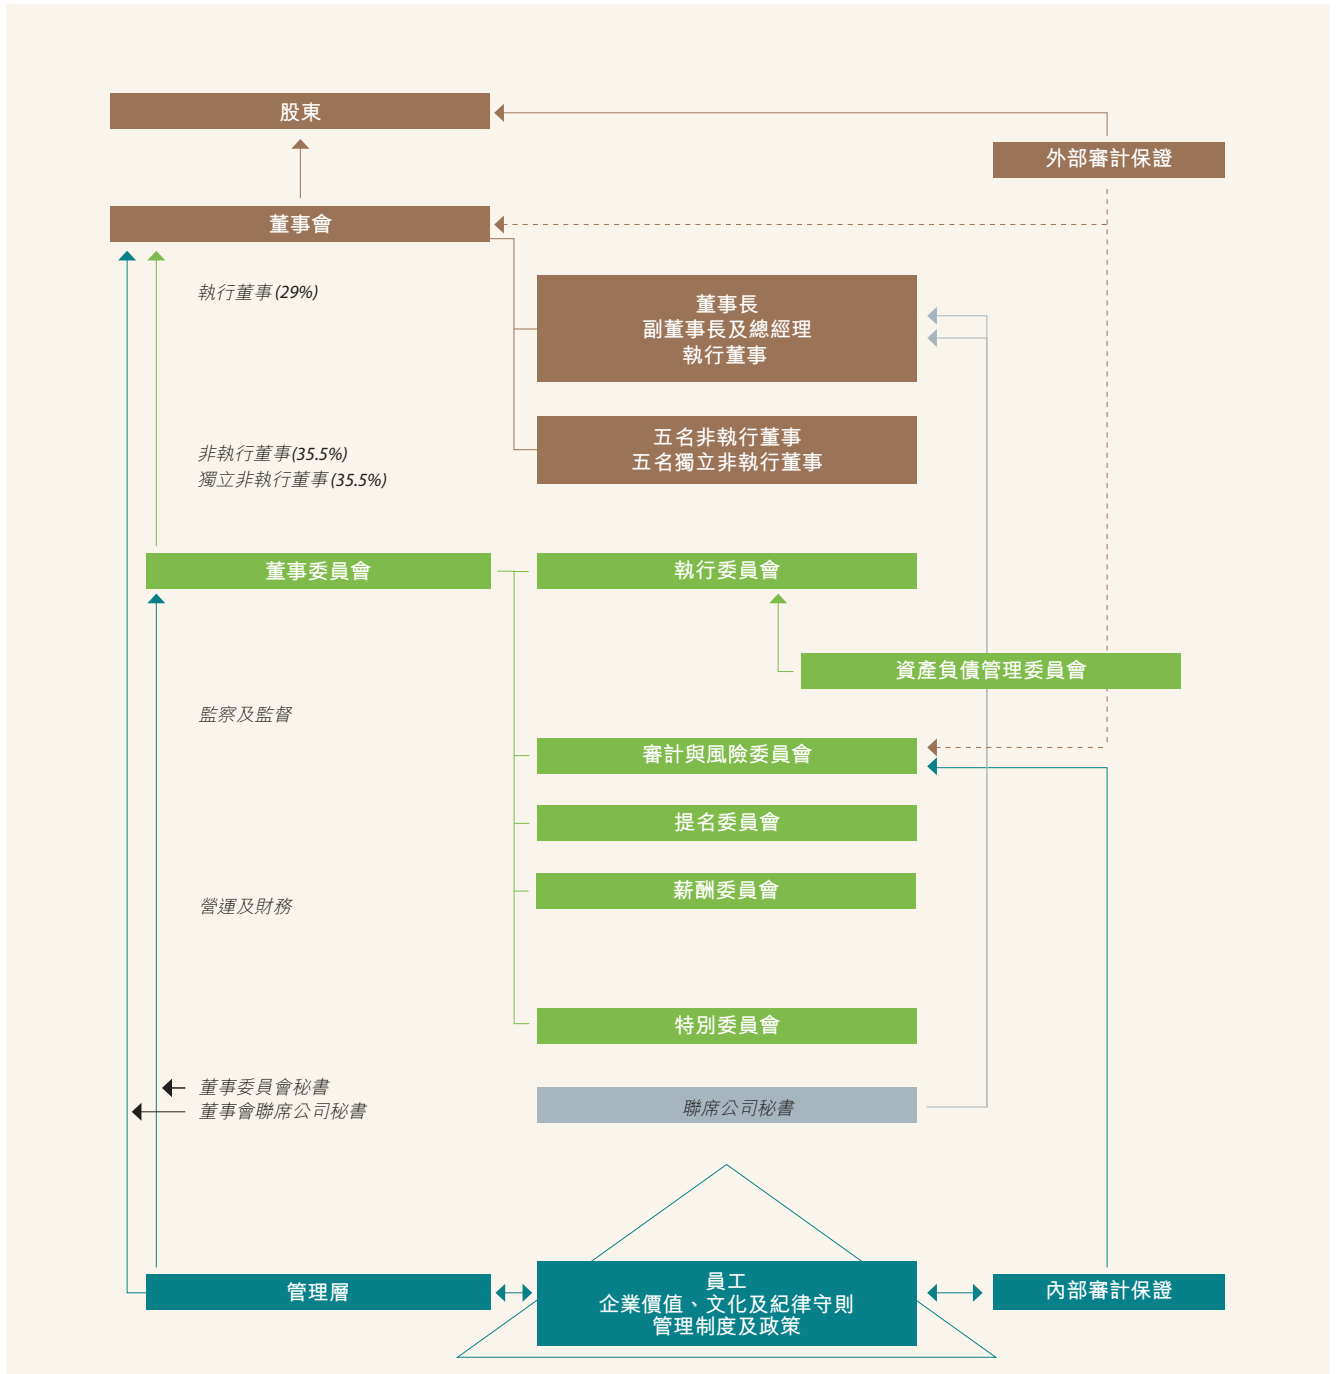 股東
外部審計保證
董事會
執行董事 (29%)
董事長
副董事長及總經理
執行董事
非執行董事 (35.5%)
獨立非執行董事 (35.5%)
五名非執行董事
五名獨立非執行董事
董事委員會
執行委員會
資產負債管理委員會
監察及監督
審計與風險委員會
提名委員會
薪酬委員會
營運及財務
特別委員會
董事委員會秘書
董事會聯席公司秘書
聯席公司秘書
管理層
員工
企業價值、文化及紀律守則
管理制度及政策
內部審計保證